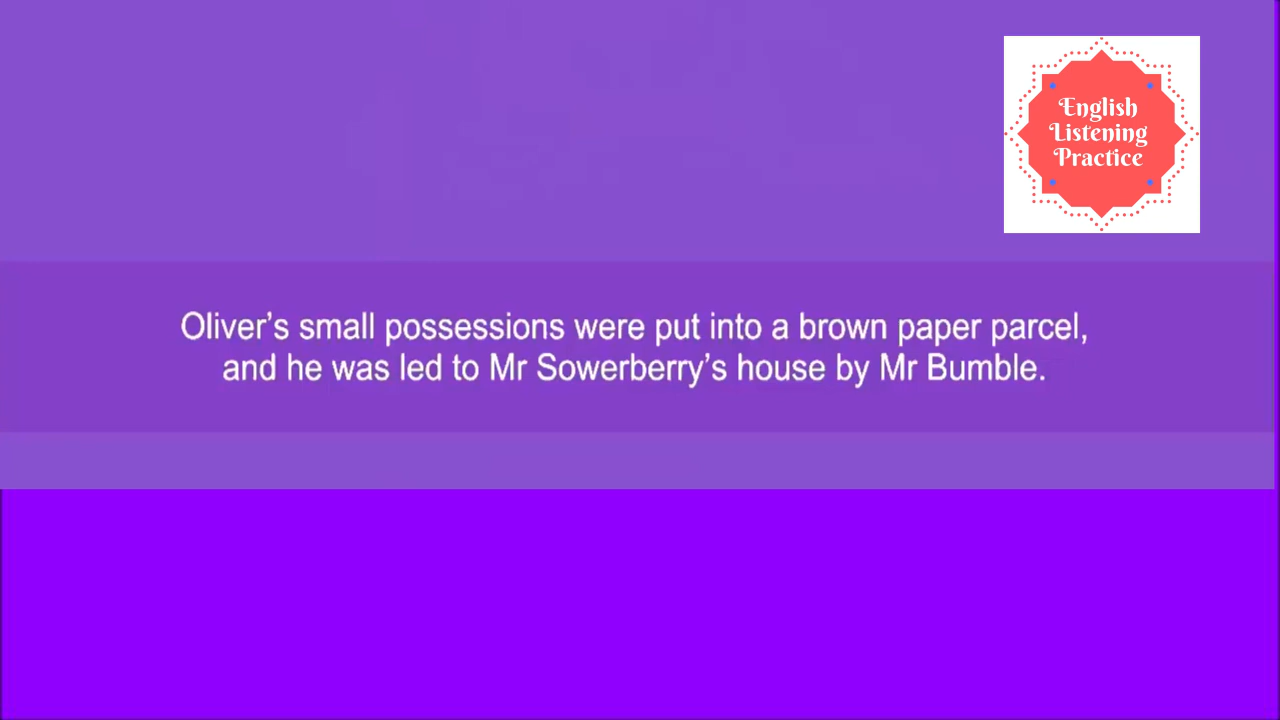 English
Listening
Practice
Oliver’s small possessions were put into a brown paper parcel,
and he was led to Mr Sowerberry’s house by Mr Bumble.